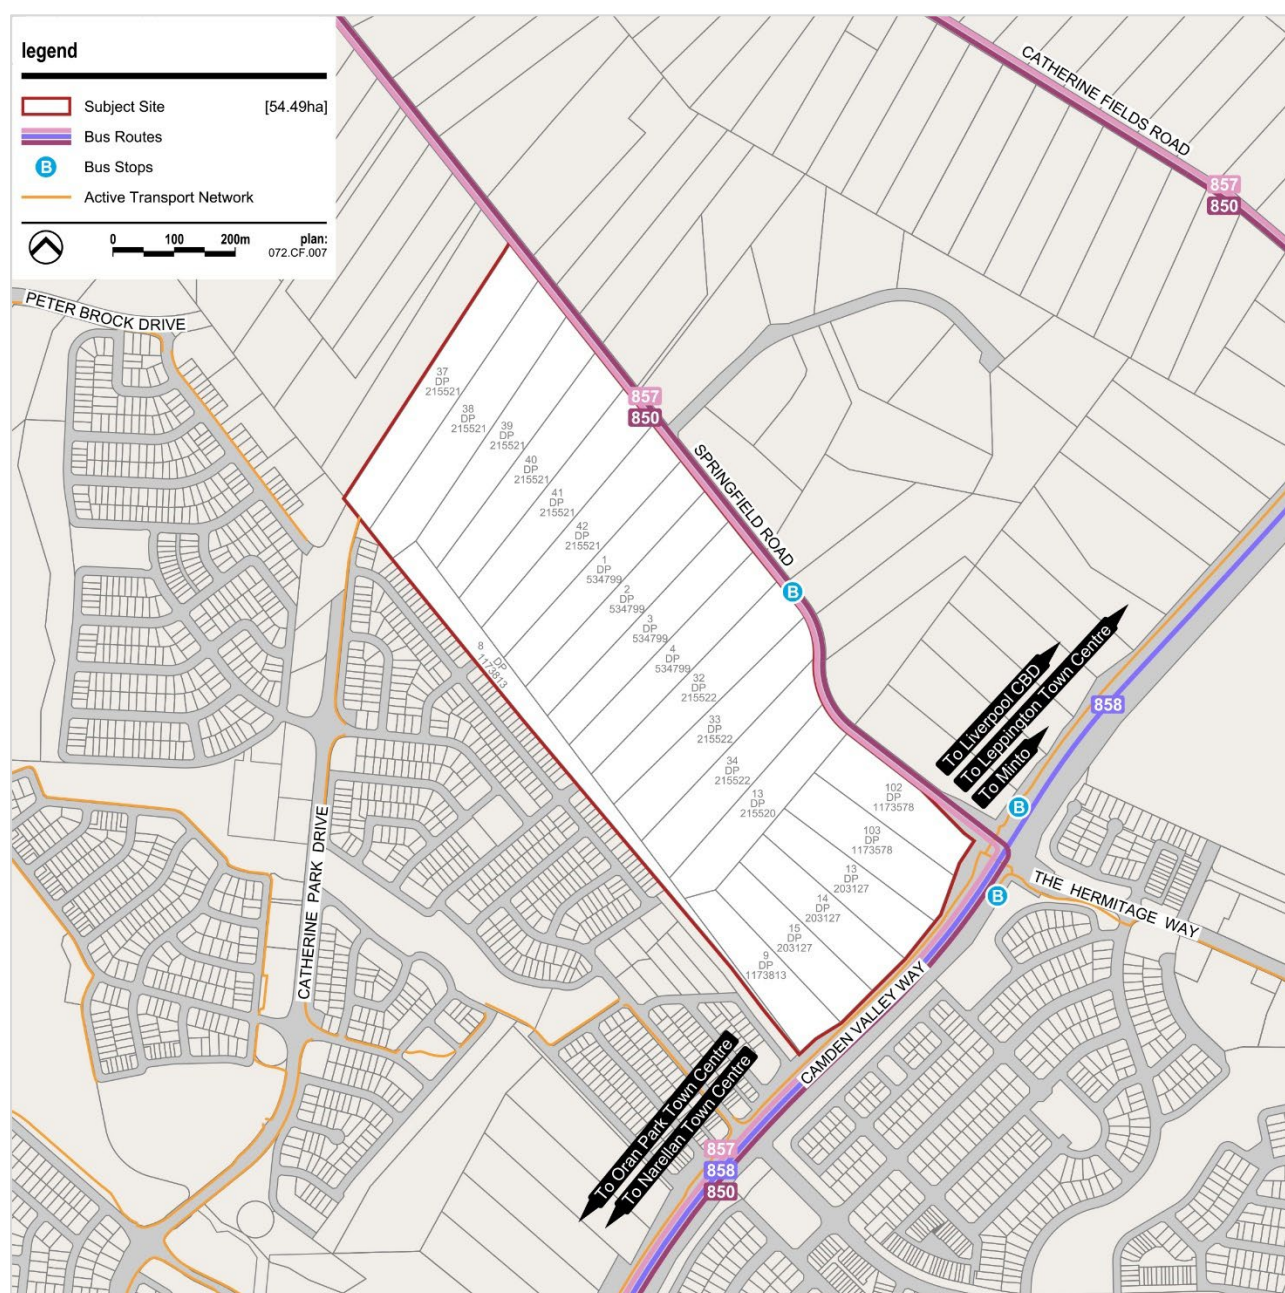 legend
Subject Site [54.49ha]
Bus Routes
B Bus Stops
Active Transport Network
0 100 200m plan:
072.CF.007
CATHERINE FIELDS ROAD
857
850
PETER BROCK DRIVE
857
850
SPRINGFIELD ROAD
37
DP
215521
38
DP
215521
39
DP
215521
40
DP
215521
41
DP
215521
42
DP
215521
1
DP
534799
2
DP
534799
3
DP
534799
4
DP
534799
32
DP
215522
33
DP
215522
34
DP
215522
13
DP
215520
8
DP
1173813
B
To Liverpool CBD
To Leppington Town Centre
To Minto
858
B
102
DP
1173578
103
DP
1173578
13
DP
203127
14
DP
203127
15
DP
203127
9
DP
1173813
B
THE HERMITAGE WAY
CATHERINE PARK DRIVE
CAMDEN VALLEY WAY
To Oran Park Town Centre
To Narellan Town Centre
857
858
850